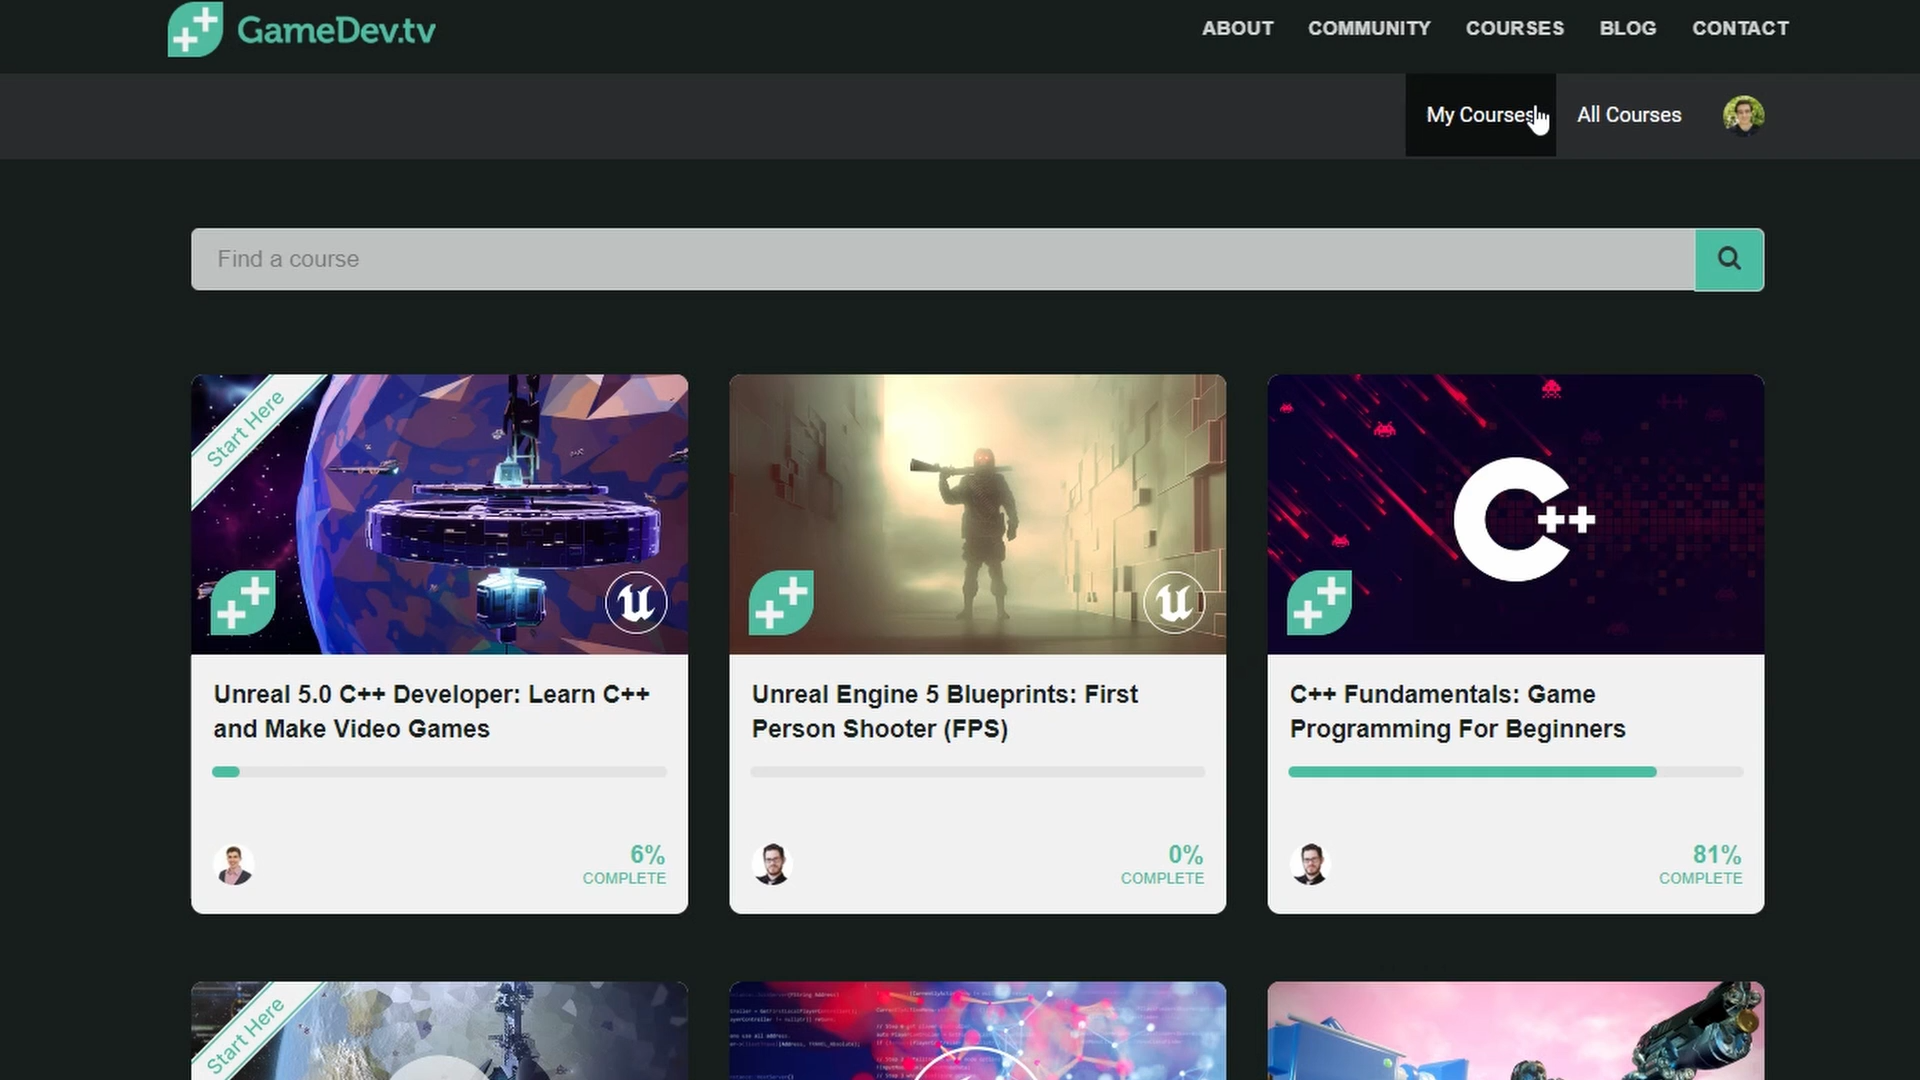 GameDev.tv
ABOUT COMMUNITY COURSES BLOG CONTACT
My Courses All Courses
Find a course
Start Here
C++
Unreal 5.0 C++ Developer: Learn C++
and Make Video Games
6%
COMPLETE
Unreal Engine 5 Blueprints: First
Person Shooter (FPS)
0%
COMPLETE
C++ Fundamentals: Game
Programming For Beginners
81%
COMPLETE
Start Here